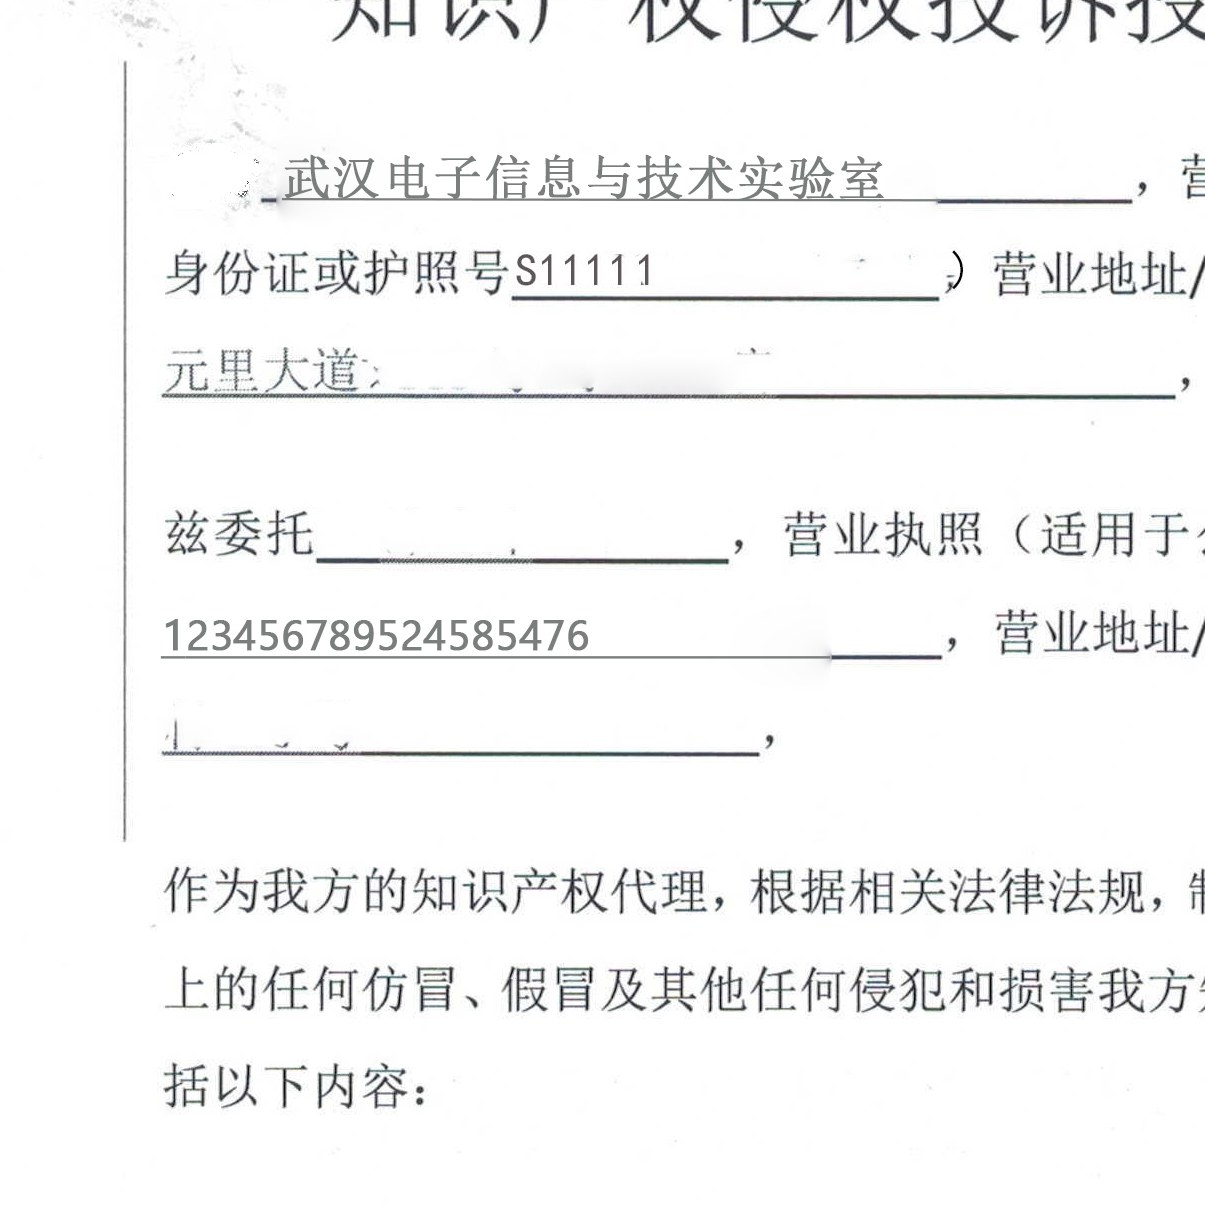 知识产权侵权投诉授
武汉电子信息与技术实验室，营
身份证或护照号S11111，）营业地址/
元里大道
，
兹委托，营业执照（适用于公
123456789524585476，营业地址/
，
作为我方的知识产权代理，根据相关法律法规，制
上的任何仿冒、假冒及其他任何侵犯和损害我方知
括以下内容：